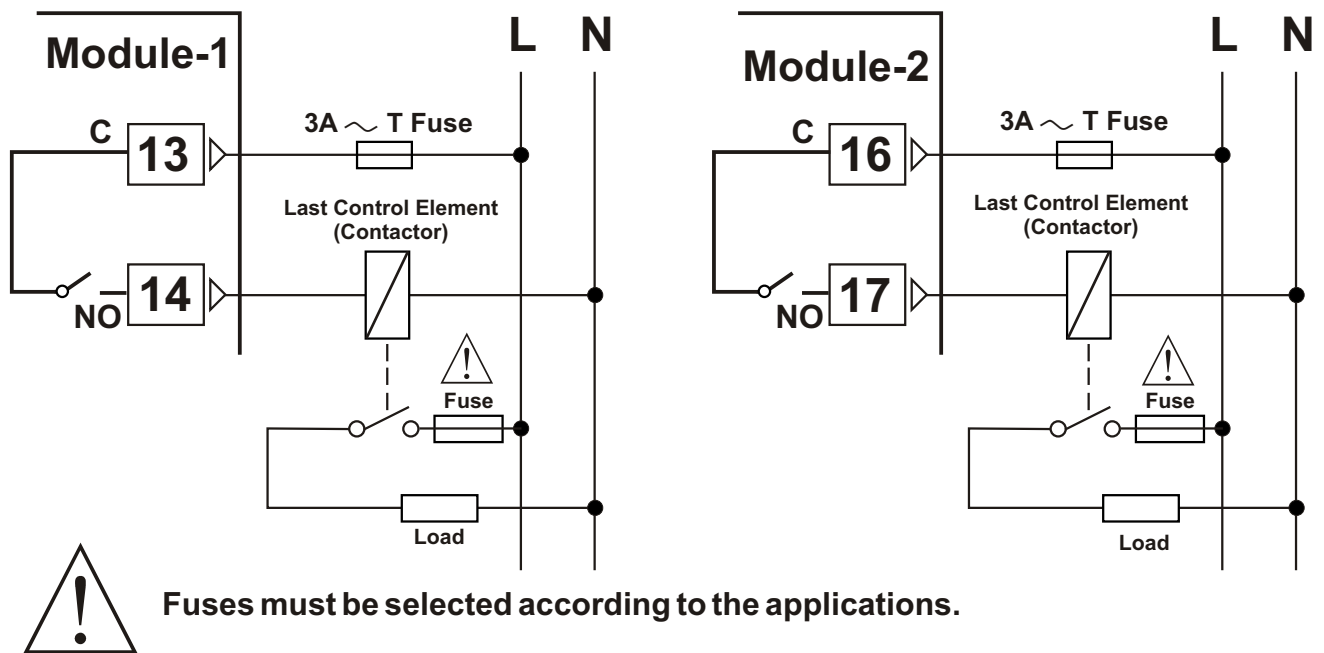 Module-1
L N
C
13
3A ～ T Fuse
Last Control Element
(Contactor)
NO
14
Fuse
Load
Module-2
L N
C
16
3A ～ T Fuse
Last Control Element
(Contactor)
NO
17
Fuse
Load
Fuses must be selected according to the applications.